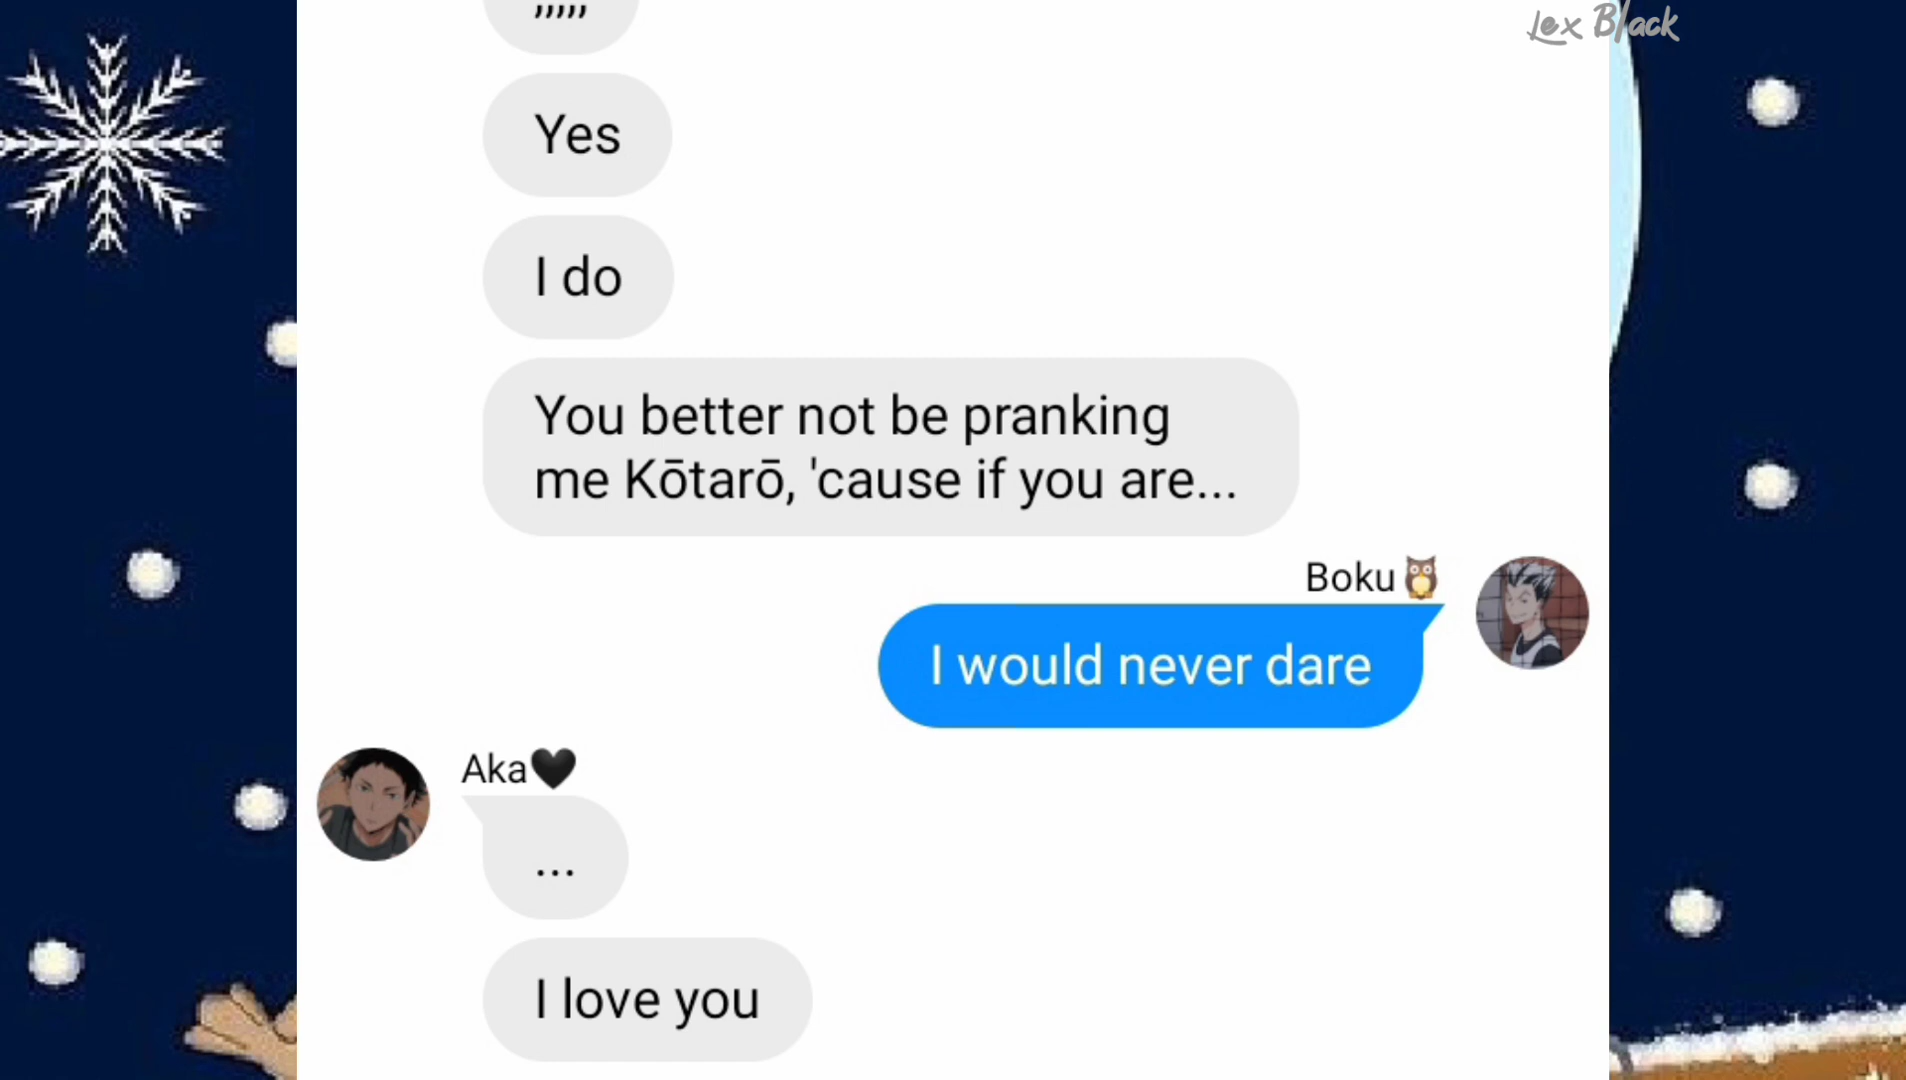 ,,,,,
Lex Black
Yes
I do
You better not be pranking
me Kōtarō, 'cause if you are...
Boku🦉
I would never dare
Aka🖤
...
I love you